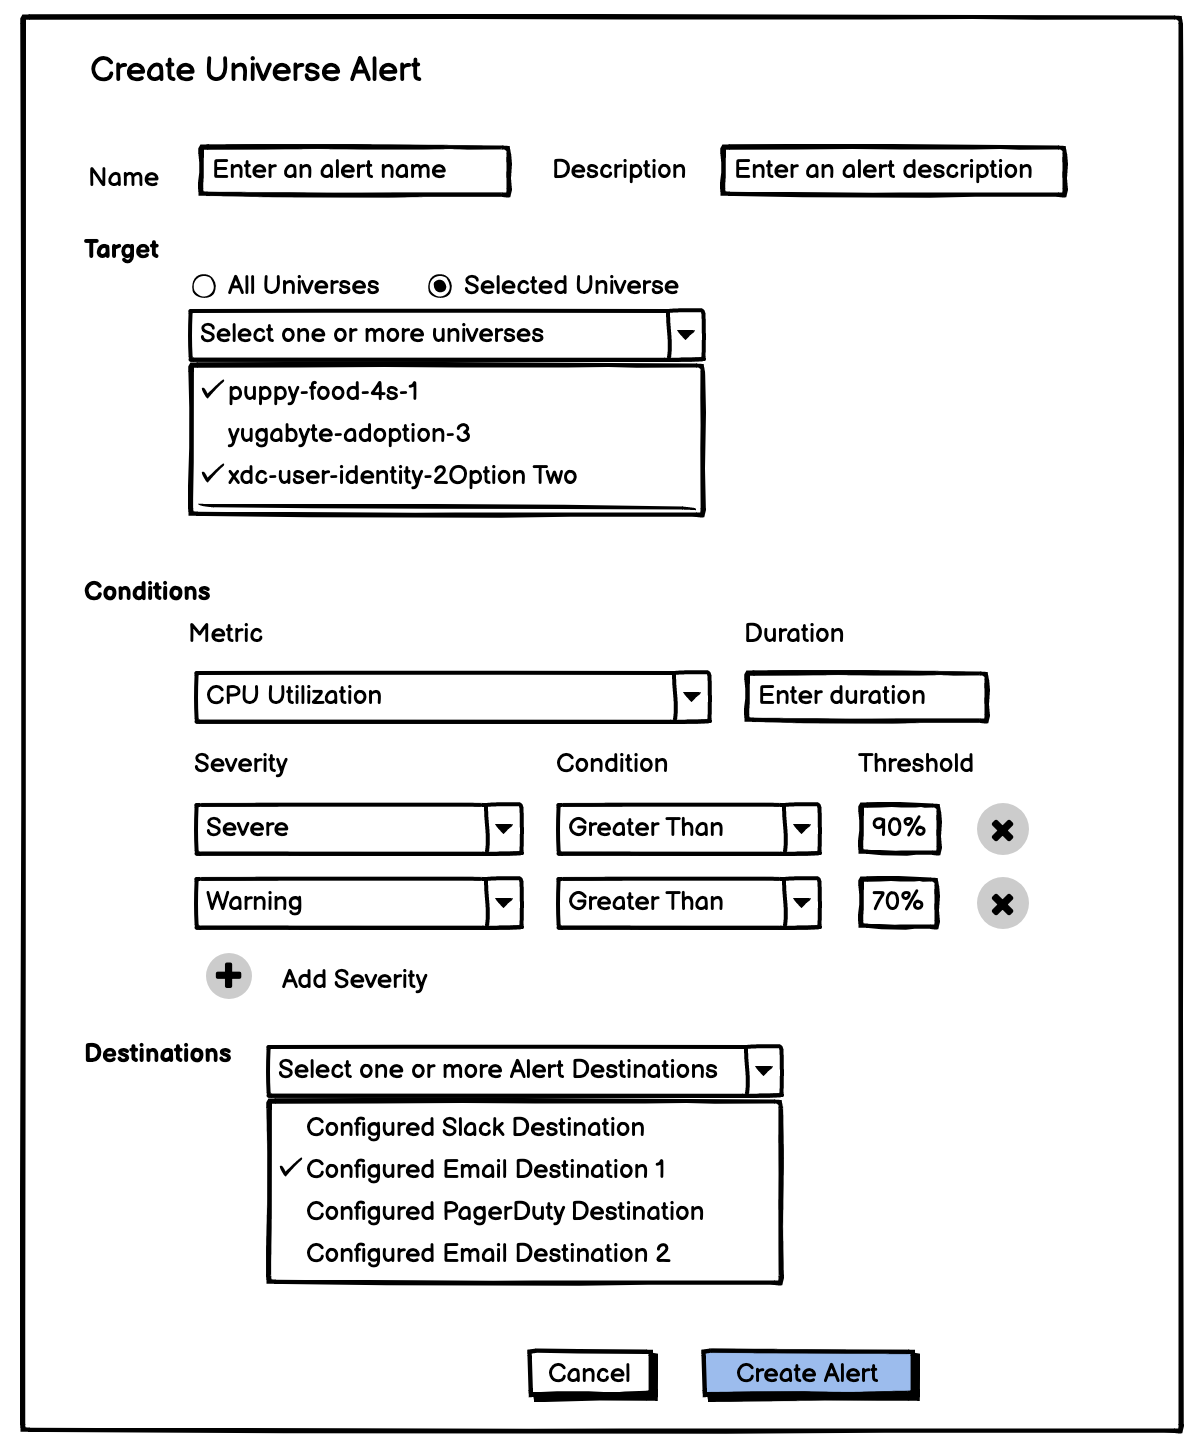 Create Universe Alert
Name Enter an alert name Description Enter an alert description
Target
All Universes Selected Universe
Select one or more universes
puppy-food-4s-1
yugabyte-adoption-3
xdc-user-identity-2Option Two
Conditions
Metric Duration
CPU Utilization Enter duration
Severity Condition Threshold
Severe Greater Than 90%
Warning Greater Than 70%
Add Severity
Destinations Select one or more Alert Destinations
Configured Slack Destination
Configured Email Destination 1
Configured PagerDuty Destination
Configured Email Destination 2
Cancel Create Alert